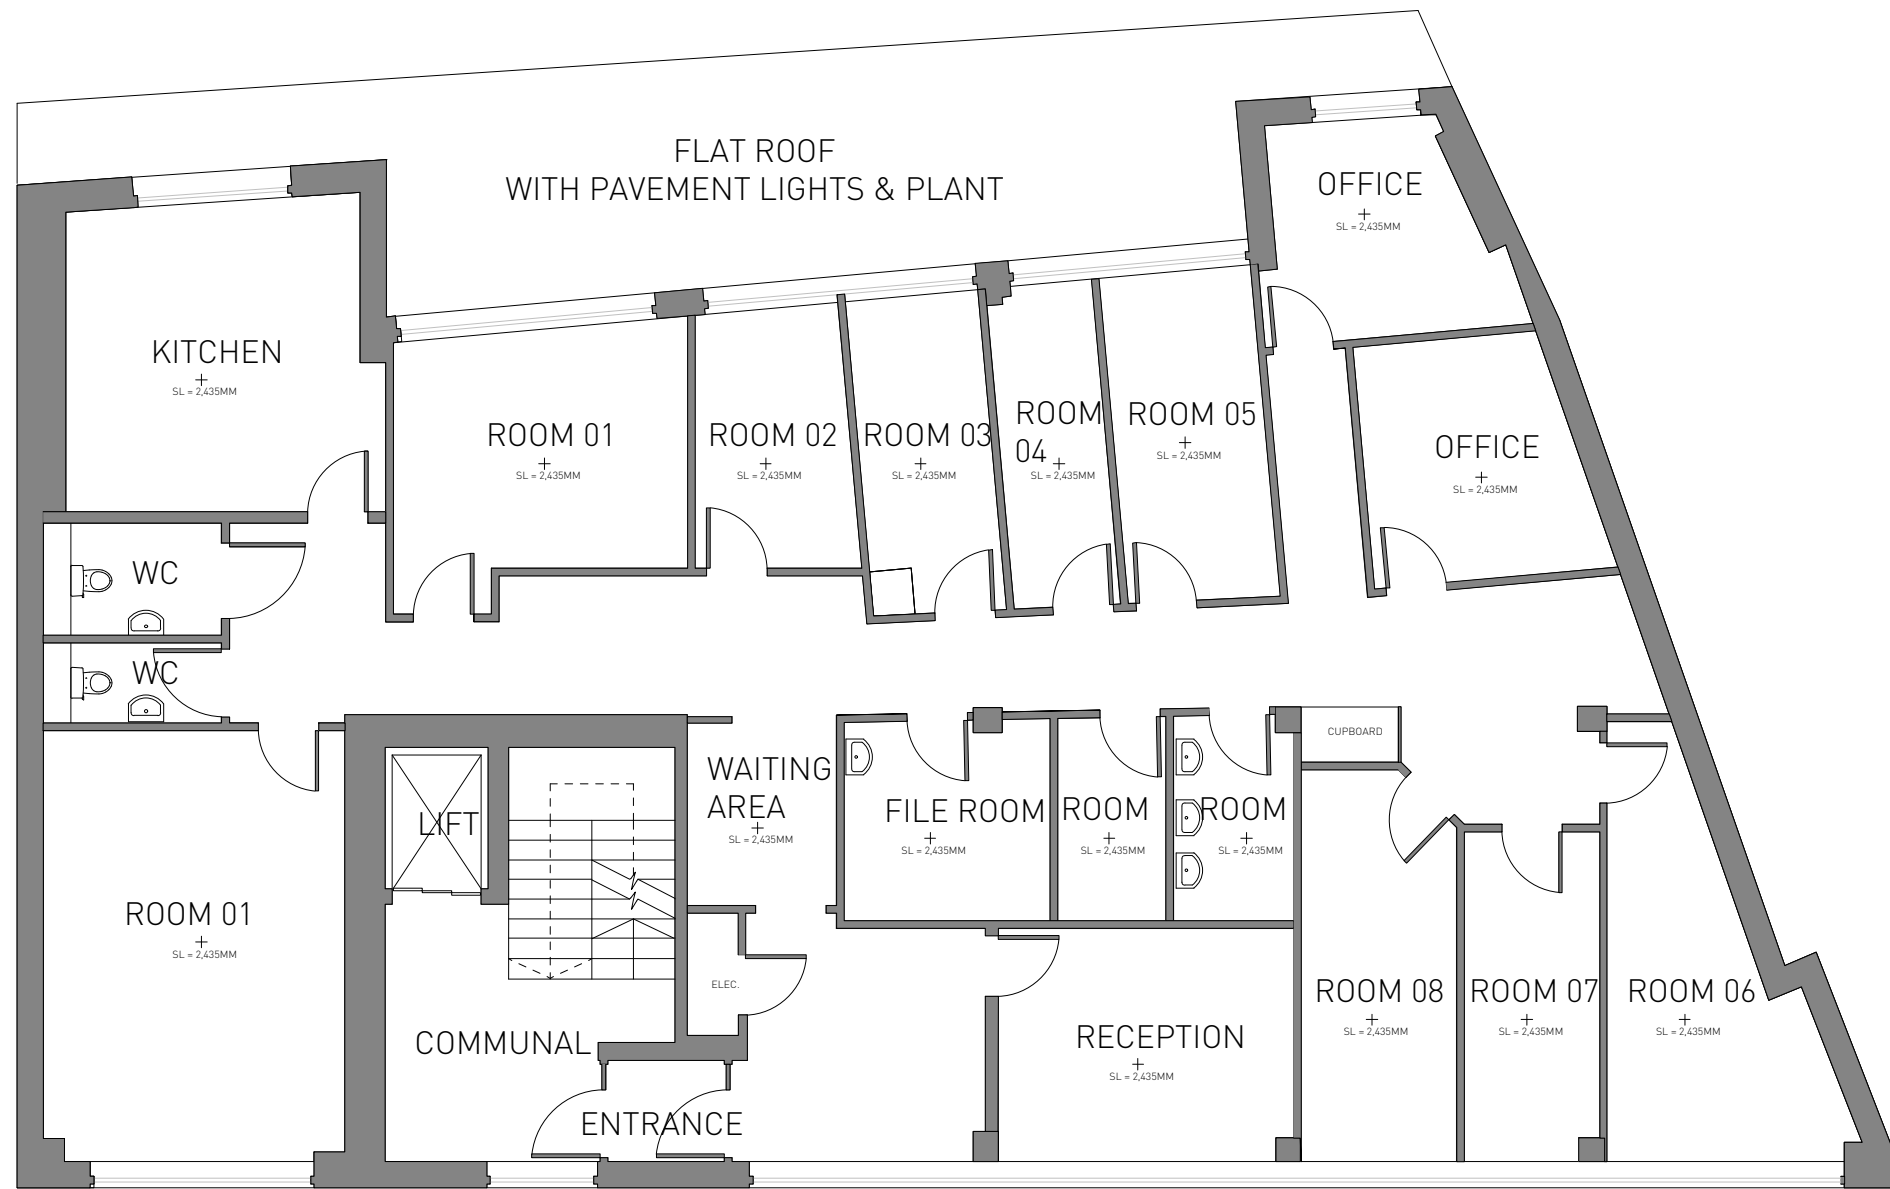 FLAT ROOF
WITH PAVEMENT LIGHTS & PLANT
OFFICE
SL = 2,435MM
KITCHEN
SL = 2,435MM
ROOM 01
SL = 2,435MM
ROOM 02
SL = 2,435MM
ROOM 03
SL = 2,435MM
ROOM
04
SL = 2,435MM
ROOM 05
SL = 2,435MM
OFFICE
SL = 2,435MM
WC
WC
LIFT
WAITING
AREA
SL = 2,435MM
FILE ROOM
SL = 2,435MM
ROOM
SL = 2,435MM
ROOM
SL = 2,435MM
CUPBOARD
ROOM 01
SL = 2,435MM
ELEC.
COMMUNAL
ENTRANCE
RECEPTION
SL = 2,435MM
ROOM 08
SL = 2,435MM
ROOM 07
SL = 2,435MM
ROOM 06
SL = 2,435MM